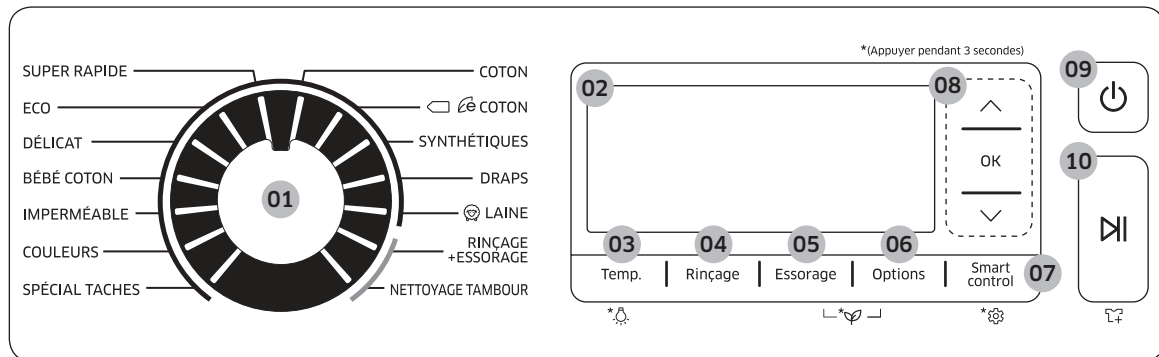 *(Appuyer pendant 3 secondes)
SUPER RAPIDE
ECO
DÉLICAT
BÉBÉ COTON
IMPERMÉABLE
COULEURS
SPÉCIAL TACHES
01
COTON
é COTON
SYNTHÉTIQUES
DRAPS
LAINE
RINÇAGE
+ESSORAGE
NETTOYAGE TAMBOUR
02
08
OK
03
04
05
06
Temp.
Rinçage
Essorage
Options
Smart
control
07
*
*
*
09
10